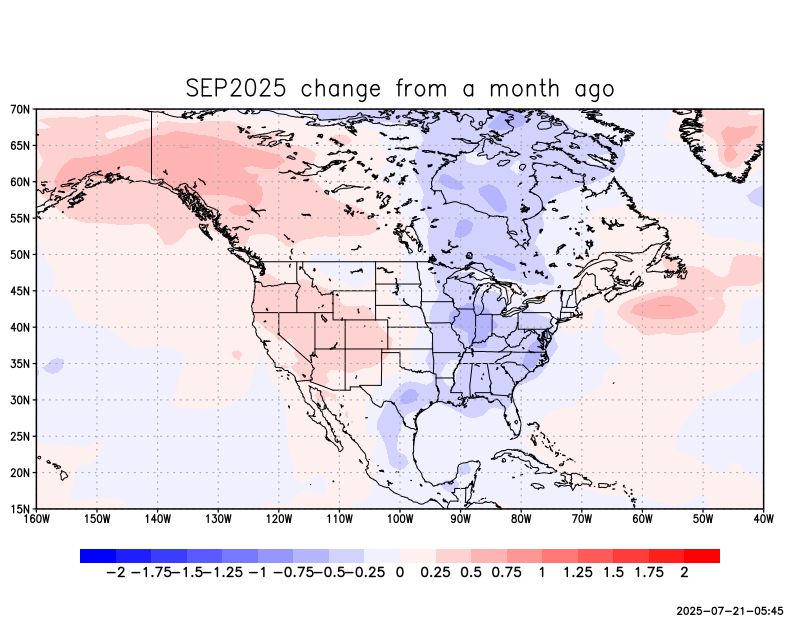 SEP2025 change from a month ago
70N
65N
60N
55N
50N
45N
40N
35N
30N
25N
20N
15N
160W 150W 140W 130W 120W 110W 100W 90W 80W 70W 60W 50W 40W
−2 −1.75 −1.5 −1.25 −1 −0.75 −0.5 −0.25 0 0.25 0.5 0.75 1 1.25 1.5 1.75 2
2025-07-21-05:45